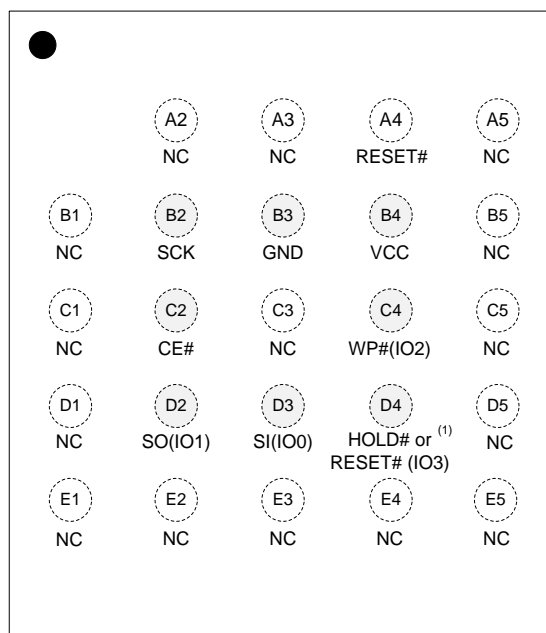 A2 A3 A4 A5
NC NC RESET# NC
B1 B2 B3 B4 B5
NC SCK GND VCC NC
C1 C2 C3 C4 C5
NC CE# NC WP#(IO2) NC
D1 D2 D3 D4 D5
NC SO(IO1) SI(IO0) HOLD# or (1) NC
RESET# (IO3)
E1 E2 E3 E4 E5
NC NC NC NC NC